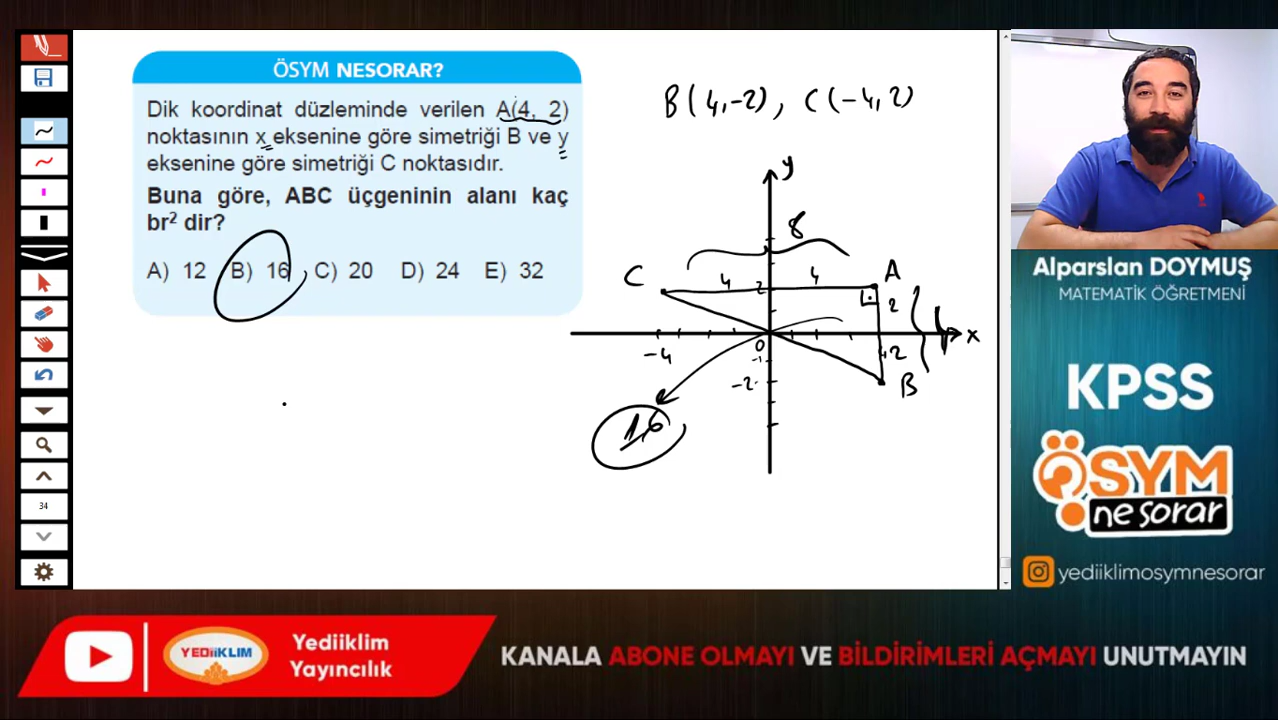 ÖSYM NESORAR?
Dik koordinat düzleminde verilen A(4, 2)
noktasının x eksenine göre simetriği B ve y
eksenine göre simetriği C noktasıdır.
Buna göre, ABC üçgeninin alanı kaç
br² dir?
A) 12 B) 16 C) 20 D) 24 E) 32
B(4,-2), C(-4,2)
y
8
C 4 2 4 A
2
-4 0 x
-1 2
-2 B
16
34
Alparslan DOYMUŞ
MATEMATİK ÖĞRETMENİ
KPSS
ÖSYM
ne sorar
yediiklimosymnesorar
YEDİİKLİM
Yediiklim
Yayıncılık
KANALA ABONE OLMAYI VE BİLDİRİMLERİ AÇMAYI UNUTMAYIN